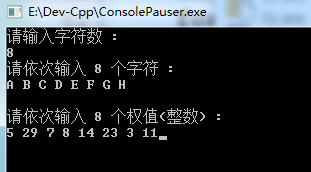 E:\Dev-Cpp\ConsolePauser.exe
请输入字符数 :
8
请依次输入 8 个字符 :
A B C D E F G H
请依次输入 8 个权值(整数) :
5 29 7 8 14 23 3 11